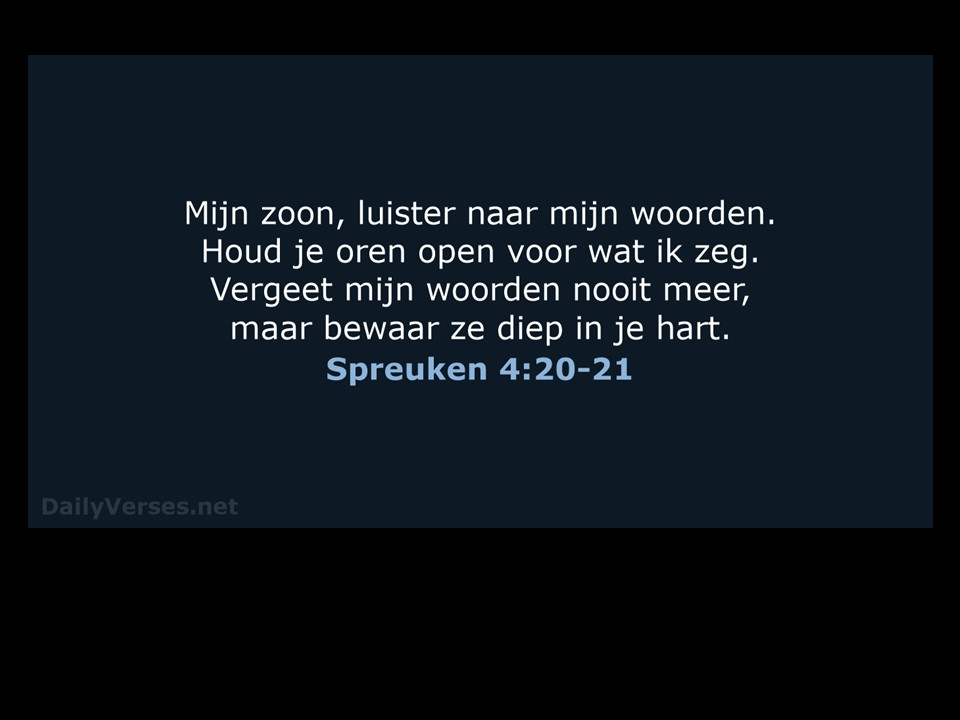 Mijn zoon, luister naar mijn woorden.
Houd je oren open voor wat ik zeg.
Vergeet mijn woorden nooit meer,
maar bewaar ze diep in je hart.
Spreuken 4:20-21
DailyVerses.net